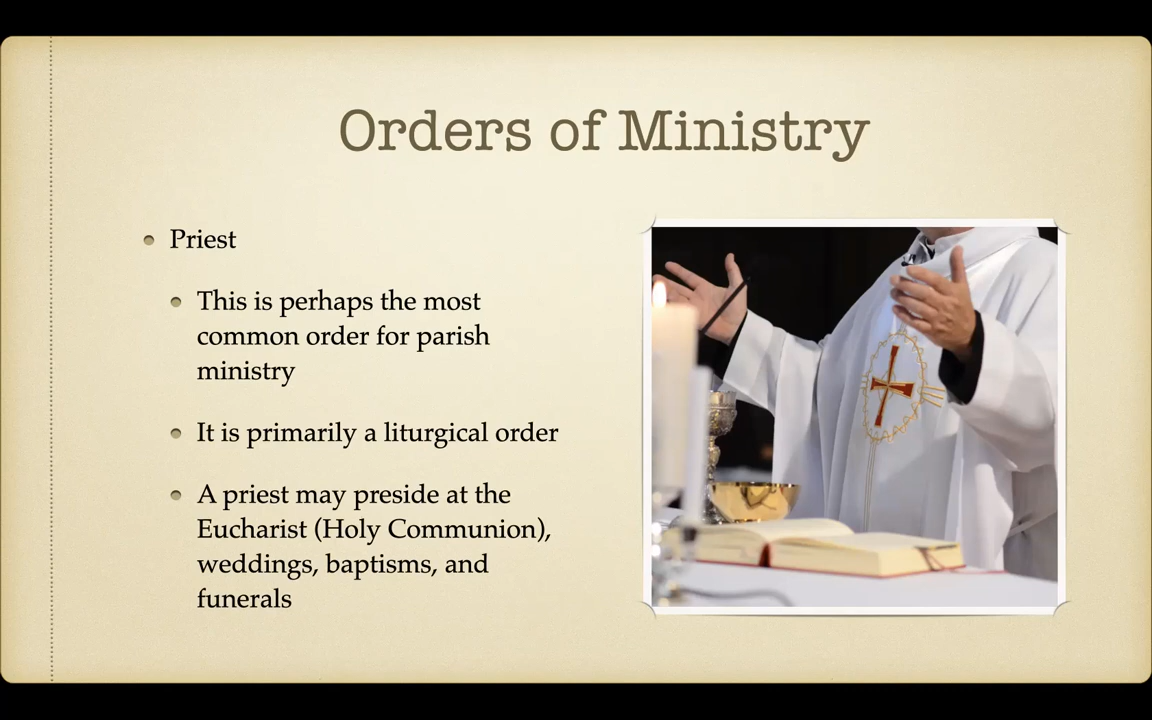 Orders of Ministry
Priest
This is perhaps the most
common order for parish
ministry
It is primarily a liturgical order
A priest may preside at the
Eucharist (Holy Communion),
weddings, baptisms, and
funerals